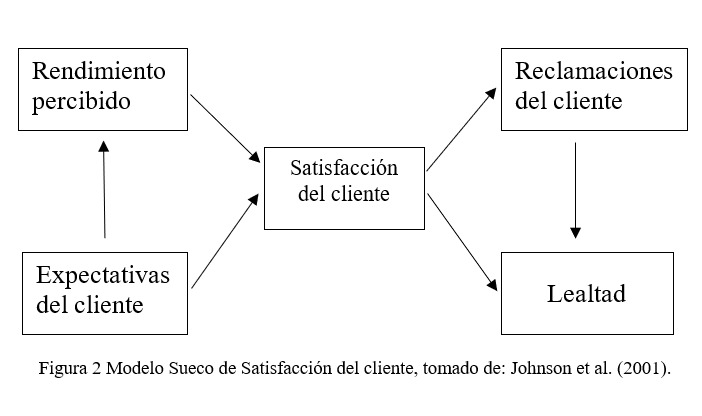 Rendimiento
percibido
Reclamaciones
del cliente
Satisfacción
del cliente
Expectativas
del cliente
Lealtad
Figura 2 Modelo Sueco de Satisfacción del cliente, tomado de: Johnson et al. (2001).